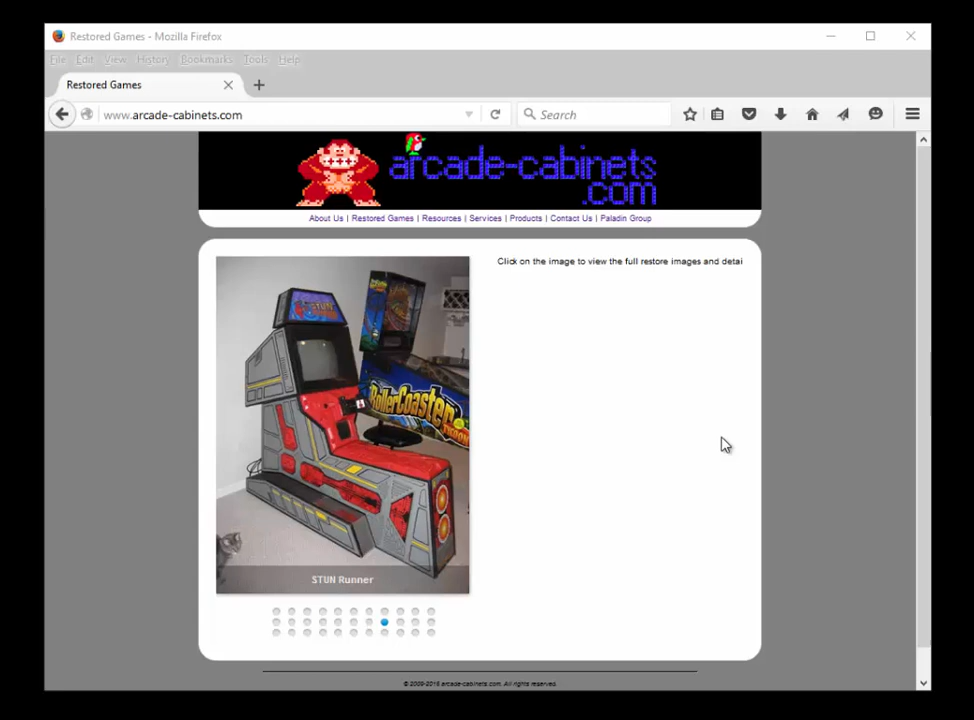 Restored Games - Mozilla Firefox
File Edit View History Bookmarks Tools Help
Restored Games
www.arcade-cabinets.com
Search
arcade-cabinets
.com
About Us | Restored Games | Resources | Services | Products | Contact Us | Paladin Group
Click on the image to view the full restore images and detai
STUN RUNNER
RollerCoaster
TYCOON
STUN Runner